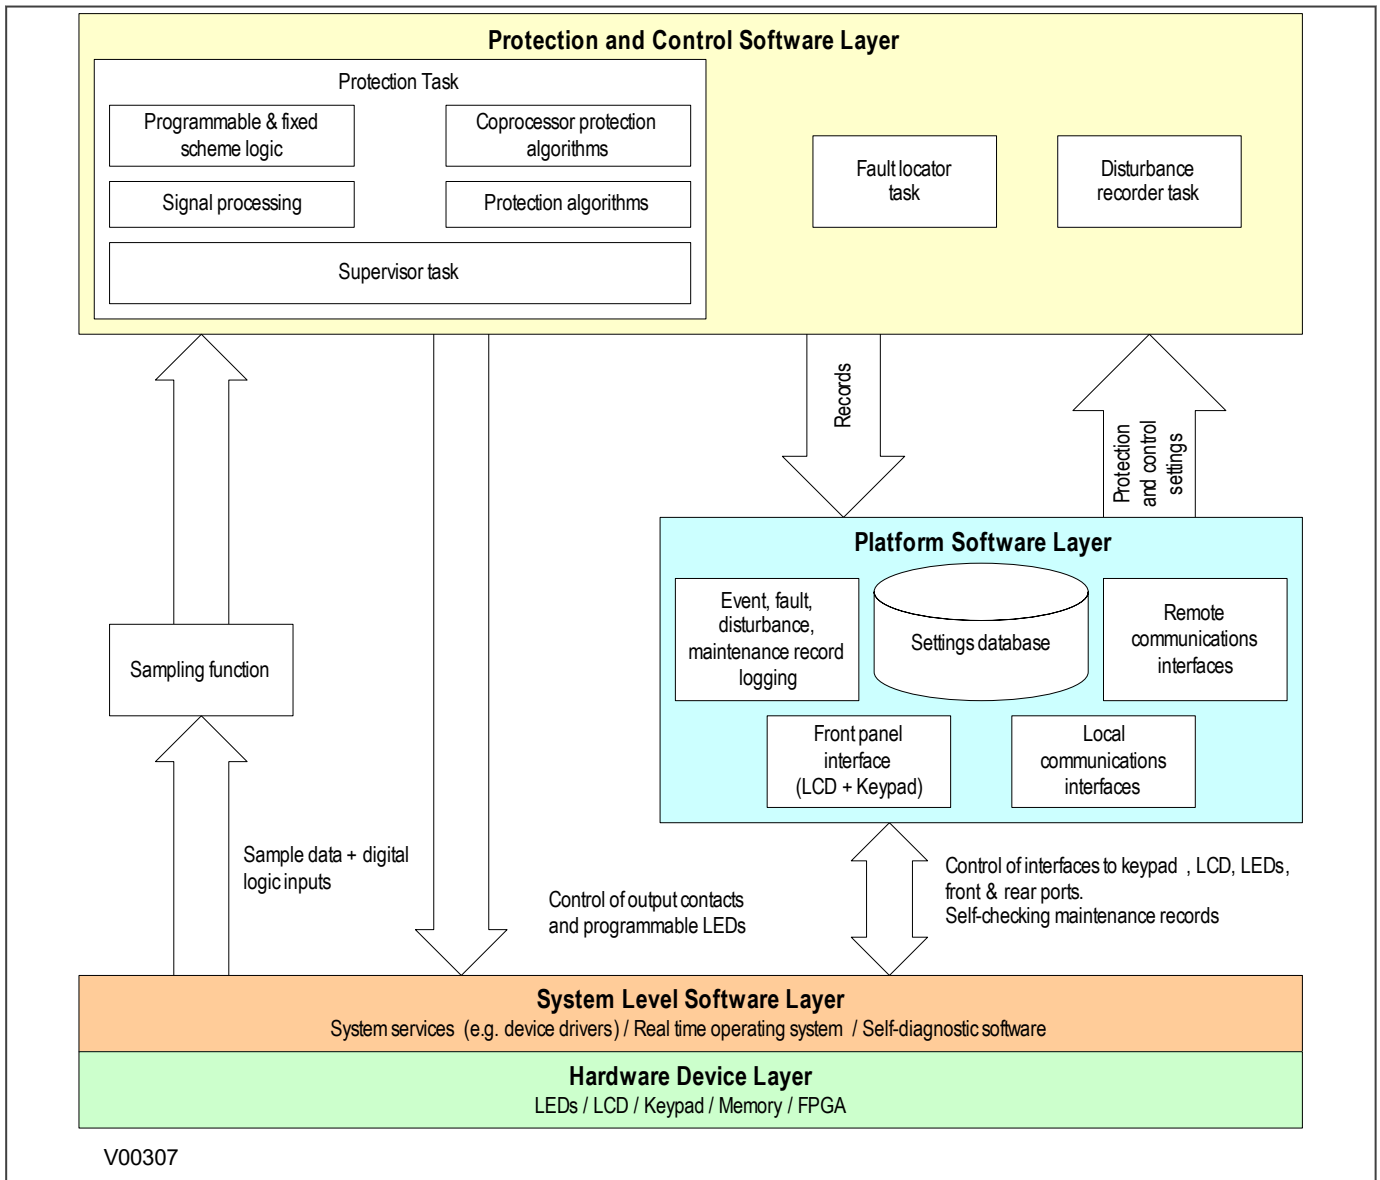 Protection and Control Software Layer
Protection Task
Programmable & fixed
scheme logic
Coprocessor protection
algorithms
Signal processing
Protection algorithms
Supervisor task
Fault locator
task
Disturbance
recorder task
Records
Protection
and control
settings
Platform Software Layer
Event, fault,
disturbance,
maintenance record
logging
Settings database
Remote
communications
interfaces
Front panel
interface
(LCD + Keypad)
Local
communications
interfaces
Sampling function
Sample data + digital
logic inputs
Control of output contacts
and programmable LEDs
Control of interfaces to keypad , LCD, LEDs,
front & rear ports.
Self-checking maintenance records
System Level Software Layer
System services (e.g. device drivers) / Real time operating system / Self-diagnostic software
Hardware Device Layer
LEDs / LCD / Keypad / Memory / FPGA
V00307